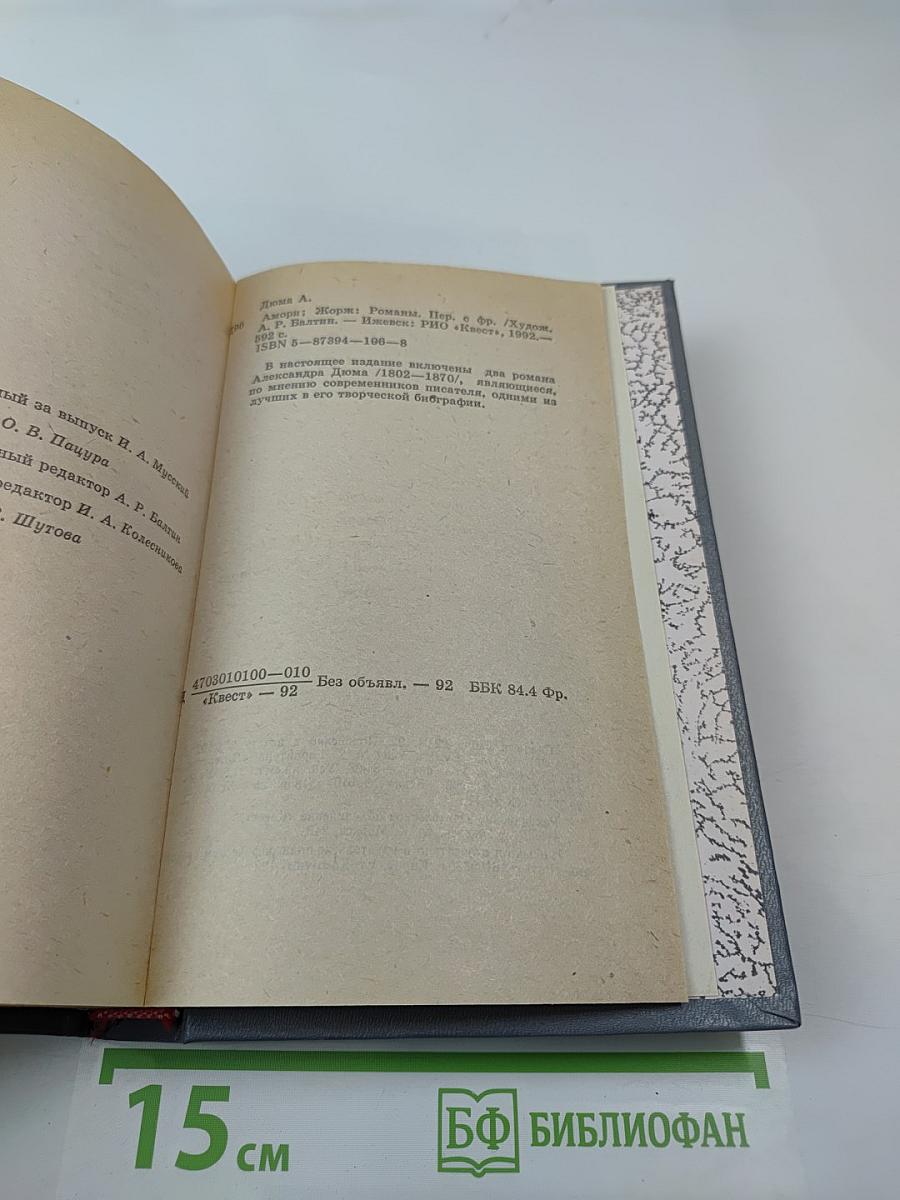 ный за выпуск И. А. Мусский
О. В. Пацура
ный редактор А. Р. Балтин
редактор И. А. Колесникова
Шутова
Дюма А.
Амори; Жорж: Романы. Пер. с фр. /Худож.
А. Р. Балтин. — Ижевск: РИО «Квест», 1992.—
592 с.
ISBN 5—87394—106—8
В настоящее издание включены два романа
Александра Дюма /1802—1870/, являющиеся,
по мнению современников писателя, одними из
лучших в его творческой биографии.
4703010100—010
«Квест» — 92
Без объявл. — 92 ББК 84.4 Фр.
15 см
БФ БИБЛИОФАН